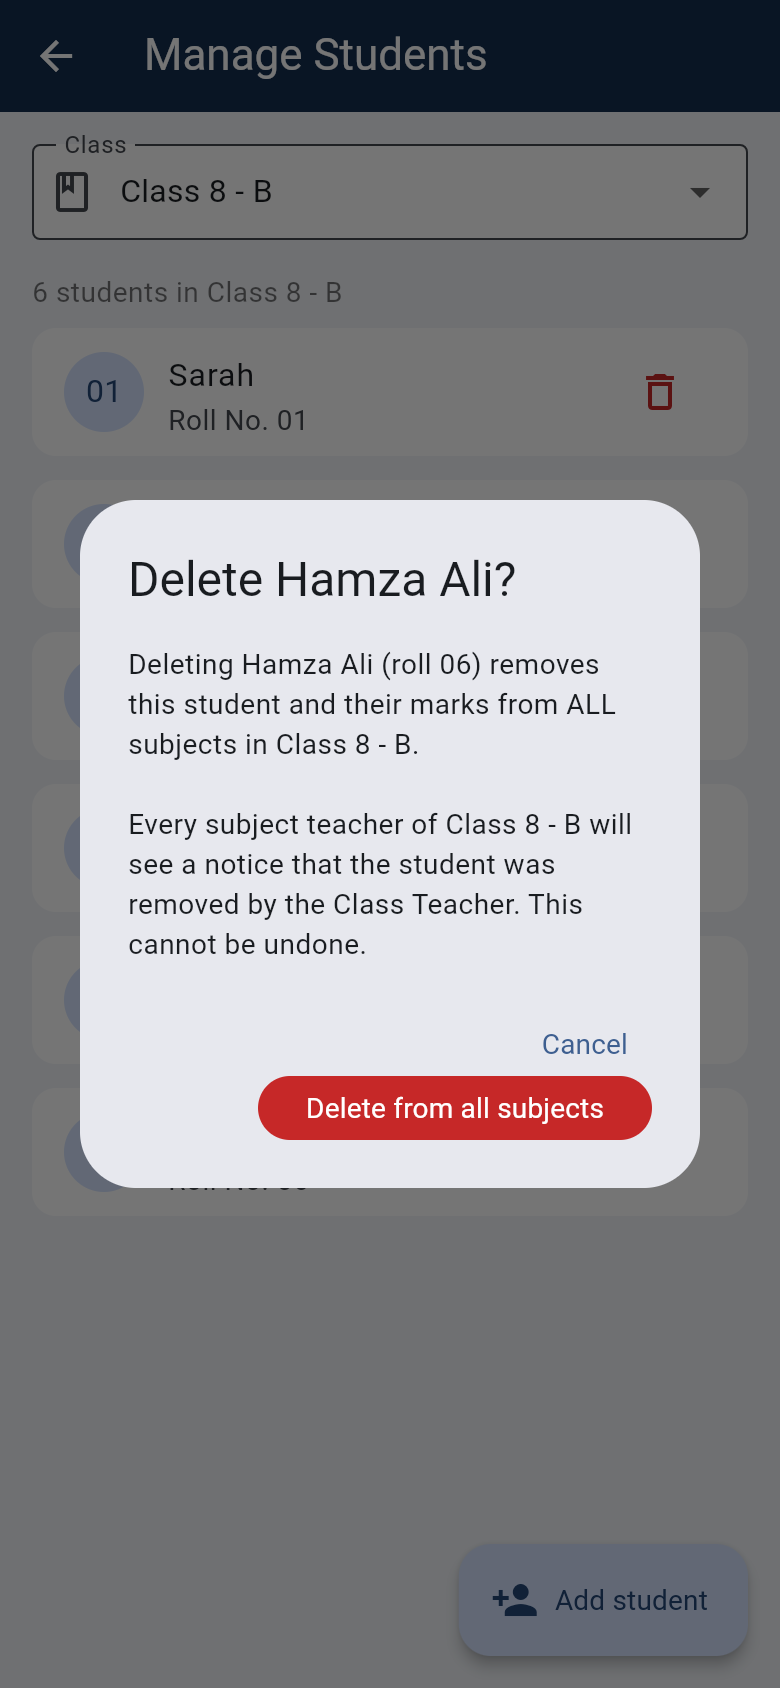 Manage Students
Class
Class 8 - B
6 students in Class 8 - B
01
Sarah
Roll No. 01
Delete Hamza Ali?
Deleting Hamza Ali (roll 06) removes
this student and their marks from ALL
subjects in Class 8 - B.
Every subject teacher of Class 8 - B will
see a notice that the student was
removed by the Class Teacher. This
cannot be undone.
Cancel
Delete from all subjects
Add student